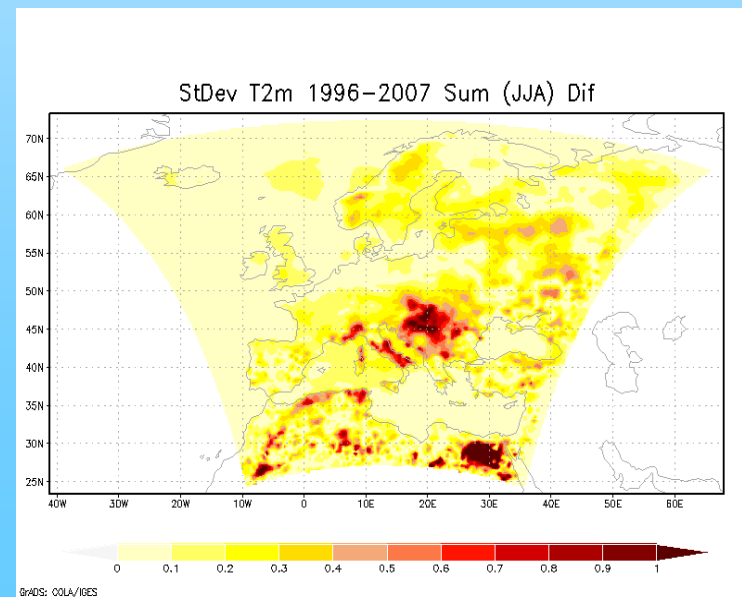 StDev T2m 1996-2007 Sum (JJA) Dif
70N
65N
60N
55N
50N
45N
40N
35N
30N
25N
40W 30W 20W 10W 0 10E 20E 30E 40E 50E 60E
0 0.1 0.2 0.3 0.4 0.5 0.6 0.7 0.8 0.9 1
GrADS: COLA/IGES